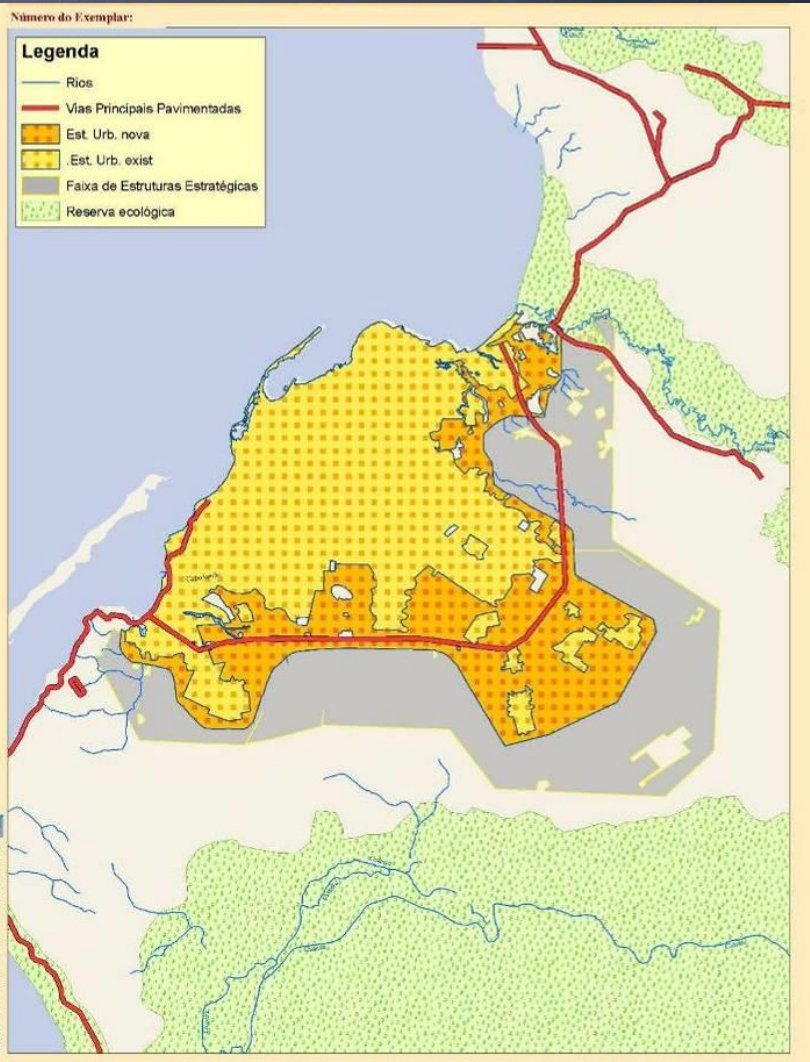 Número do Exemplar:
Legenda
Rios
Vias Principais Pavimentadas
Est. Urb. nova
.Est. Urb. exist
Faixa de Estruturas Estratégicas
Reserva ecológica